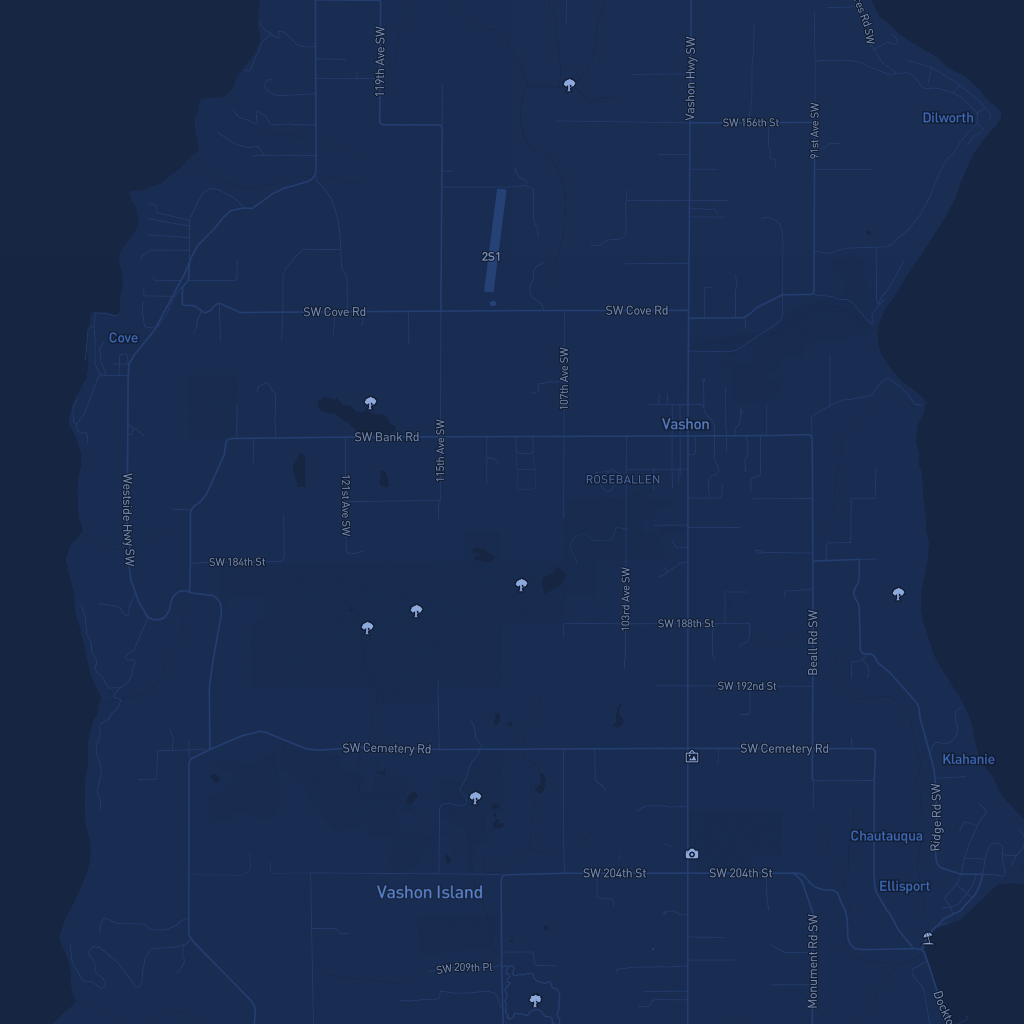 res Rd SW
119th Ave SW
Vashon Hwy SW
SW 156th St
91st Ave SW
Dilworth
2S1
SW Cove Rd
SW Cove Rd
Cove
107th Ave SW
Vashon
SW Bank Rd
115th Ave SW
121st Ave SW
ROSEBALLEN
Westside Hwy SW
SW 184th St
103rd Ave SW
SW 188th St
Beall Rd SW
SW 192nd St
SW Cemetery Rd
SW Cemetery Rd
Klahanie
Ridge Rd SW
Chautauqua
SW 204th St
SW 204th St
Ellisport
Vashon Island
Monument Rd SW
SW 209th Pl
Dockto